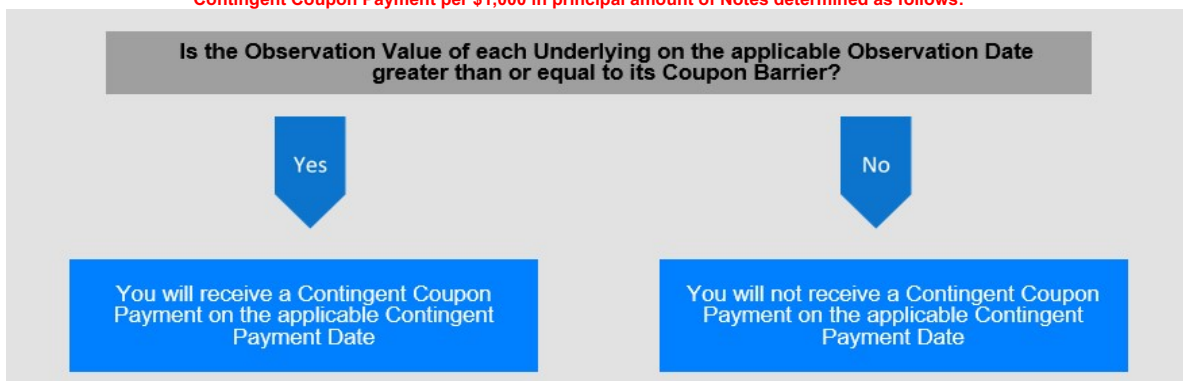 Contingent Coupon Payment per $1,000 in principal amount of Notes determined as follows:
Is the Observation Value of each Underlying on the applicable Observation Date
greater than or equal to its Coupon Barrier?
Yes
No
You will receive a Contingent Coupon
Payment on the applicable Contingent
Payment Date
You will not receive a Contingent Coupon
Payment on the applicable Contingent
Payment Date